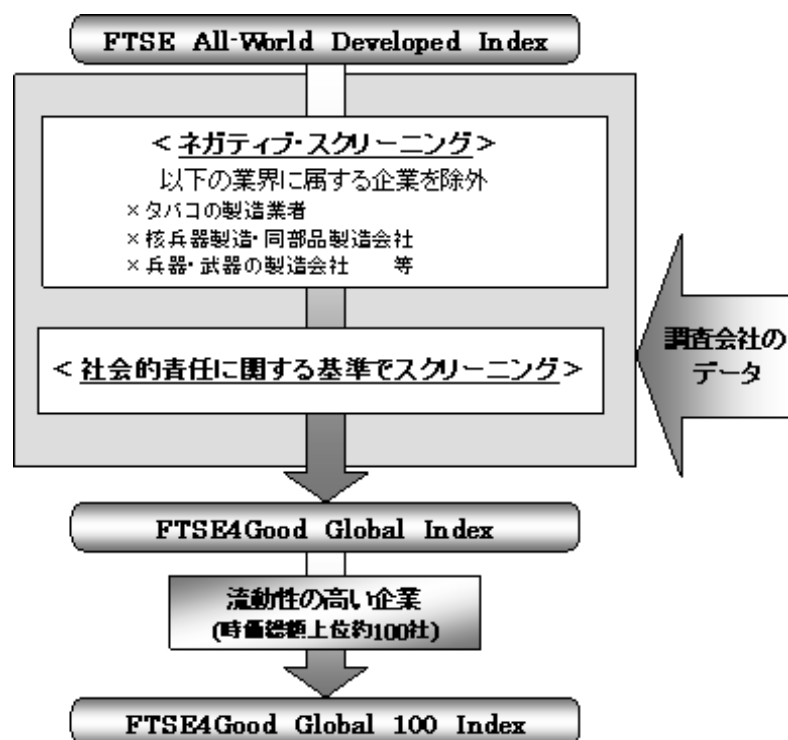 FTSE All-World Developed Index
＜ネガティブ・スクリーニング＞
以下の業界に属する企業を除外
×タバコの製造業者
×核兵器製造・同部品製造会社
×兵器・武器の製造会社　等
＜社会的責任に関する基準でスクリーニング＞
調査会社の
データ
FTSE4Good Global Index
流動性の高い企業
(時価総額上位約100社)
FTSE4Good Global 100 Index